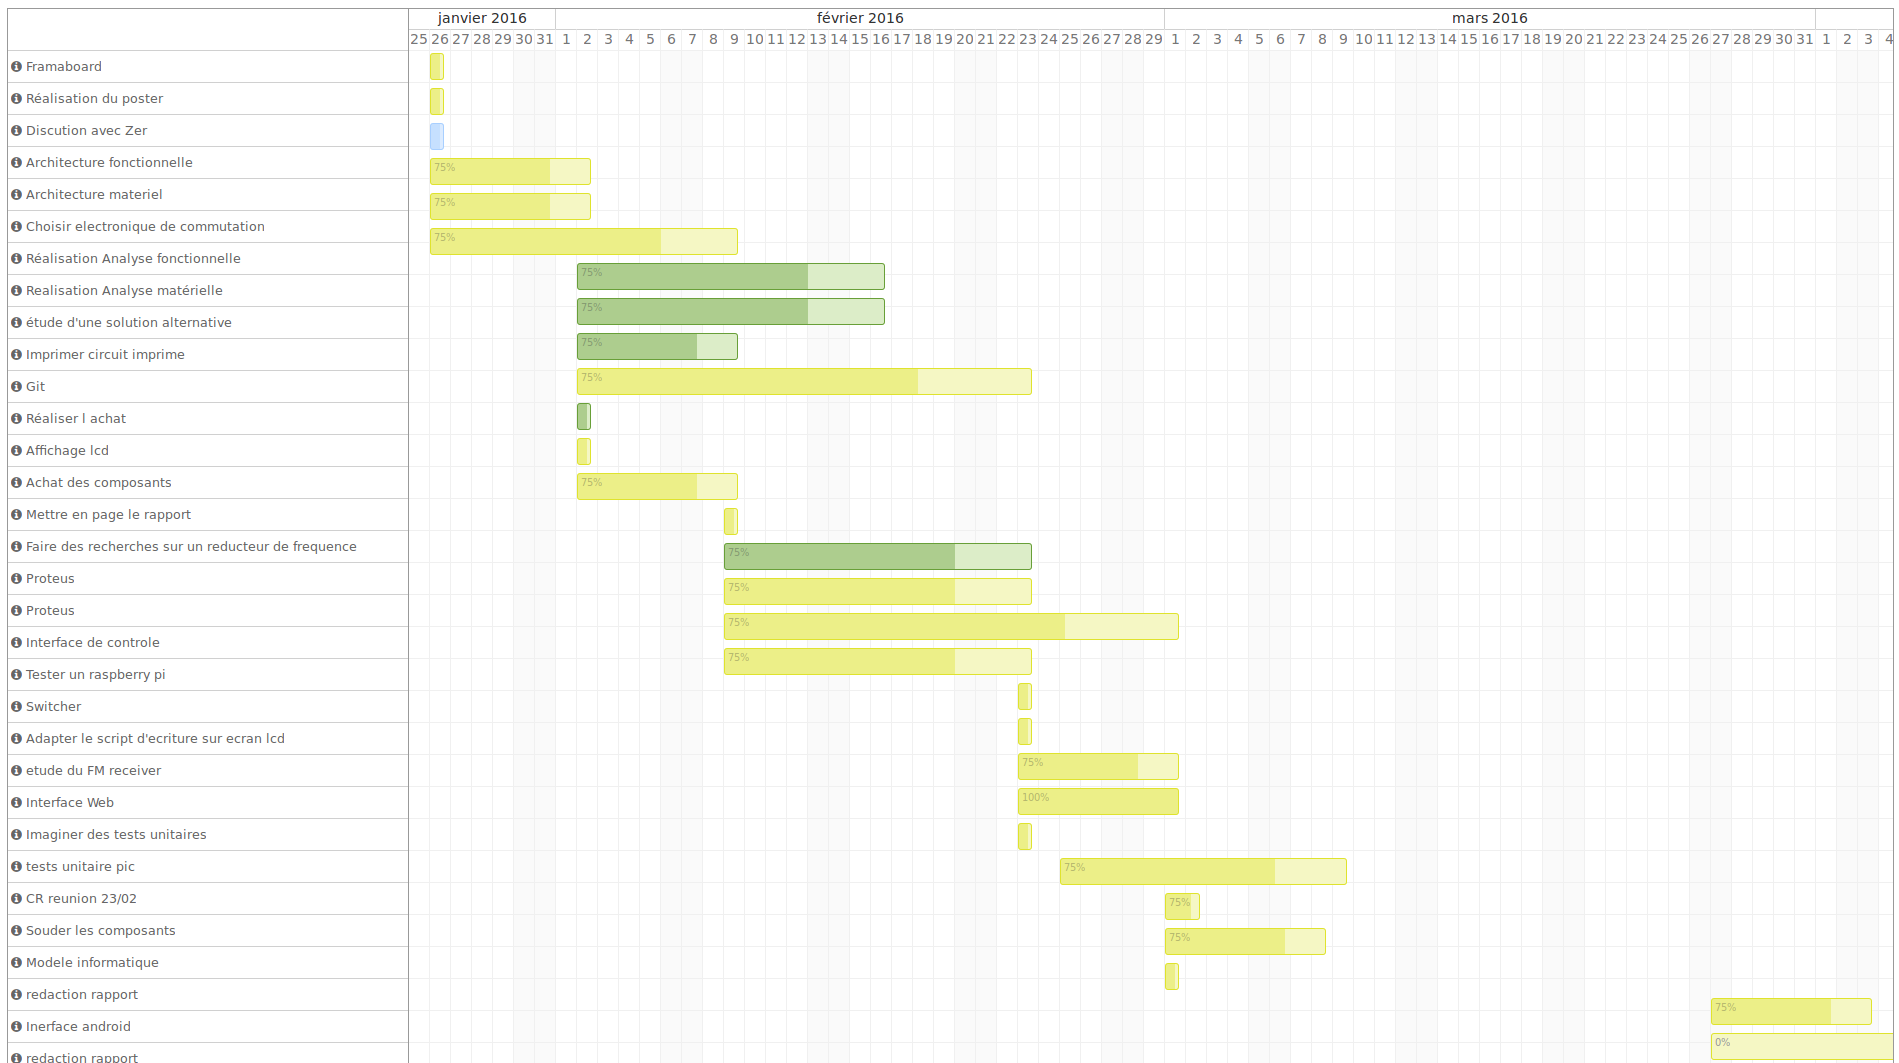 janvier 2016 février 2016 mars 2016
25 26 27 28 29 30 31 1 2 3 4 5 6 7 8 9 10 11 12 13 14 15 16 17 18 19 20 21 22 23 24 25 26 27 28 29 1 2 3 4 5 6 7 8 9 10 11 12 13 14 15 16 17 18 19 20 21 22 23 24 25 26 27 28 29 30 31 1 2 3 4
Framaboard
Réalisation du poster
Discution avec Zer
Architecture fonctionnelle 75%
Architecture materiel 75%
Choisir electronique de commutation 75%
Réalisation Analyse fonctionnelle 75%
Realisation Analyse matérielle 75%
étude d'une solution alternative 75%
Imprimer circuit imprime 75%
Git
Réaliser l achat
Affichage lcd 75%
Achat des composants
Mettre en page le rapport 75%
Faire des recherches sur un reducteur de frequence 75%
Proteus 75%
Proteus 75%
Interface de controle
Tester un raspberry pi
Switcher 75%
Adapter le script d'ecriture sur ecran lcd 100%
etude du FM receiver
Interface Web 75%
Imaginer des tests unitaires 75%
tests unitaire pic 75%
CR reunion 23/02
Souder les composants
Modele informatique
redaction rapport 75%
Inerface android 0%
redaction rapport